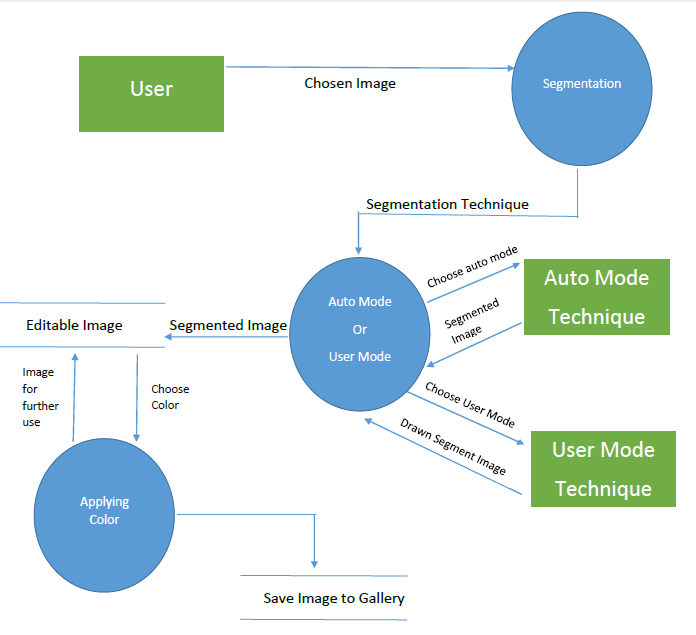 User
Chosen Image
Segmentation
Segmentation Technique
Choose auto mode
Auto Mode
Technique
Auto Mode
Or
User Mode
Segmented
Image
Segmented Image
Editable Image
Image
for
further
use
Choose
Color
Choose User Mode
Drawn Segment Image
User Mode
Technique
Applying
Color
Save Image to Gallery